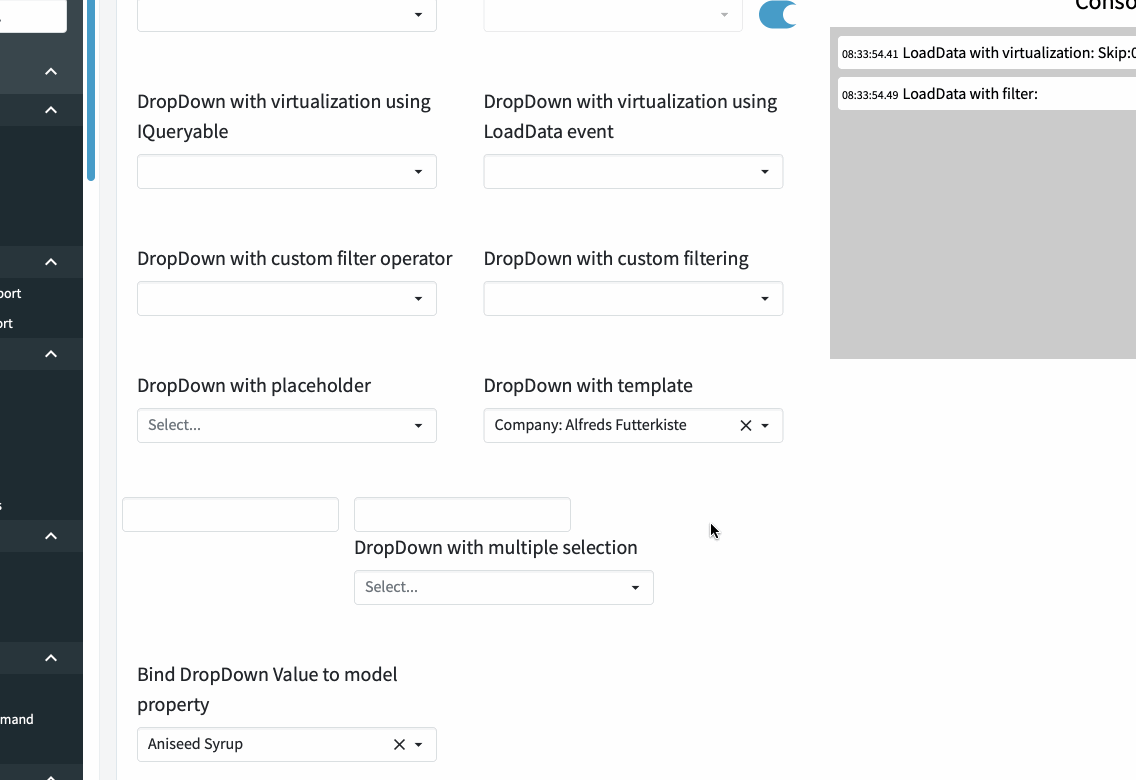 Conso
08:33:54.41 LoadData with virtualization: Skip:0
08:33:54.49 LoadData with filter:
DropDown with virtualization using
IQueryable
DropDown with virtualization using
LoadData event
DropDown with custom filter operator
DropDown with custom filtering
port
ort
DropDown with placeholder
DropDown with template
Select...
Company: Alfreds Futterkiste
s
DropDown with multiple selection
Select...
Bind DropDown Value to model
property
mand
Aniseed Syrup